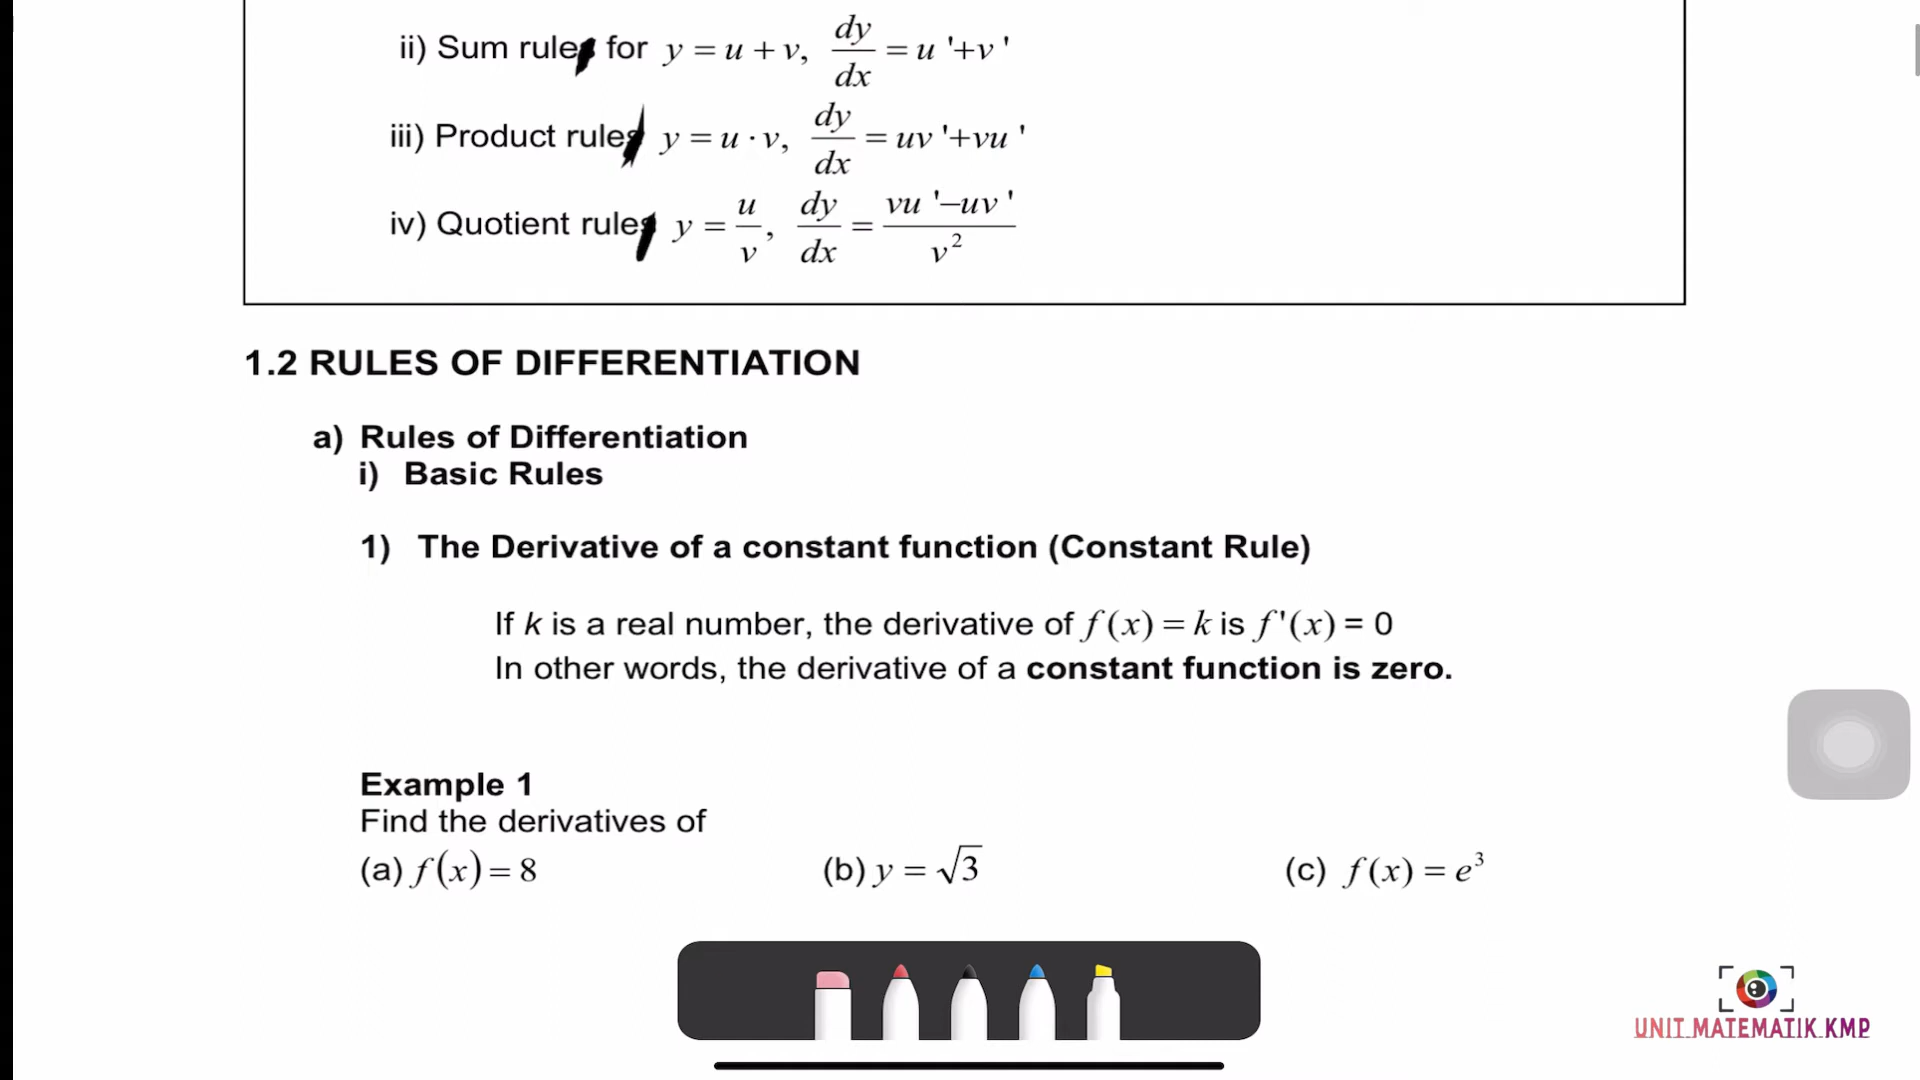 ii) Sum rules for y = u + v, dy/dx = u '+v '
iii) Product rules y = u · v, dy/dx = uv '+vu '
iv) Quotient rules y = u/v, dy/dx = (vu '–uv ')/v²
1.2 RULES OF DIFFERENTIATION
a) Rules of Differentiation
i) Basic Rules
1) The Derivative of a constant function (Constant Rule)
If k is a real number, the derivative of f (x) = k is f '(x) = 0
In other words, the derivative of a constant function is zero.
Example 1
Find the derivatives of
(a) f(x) = 8 (b) y = √3 (c) f (x) = e³
UNIT.MATEMATIK.KMP